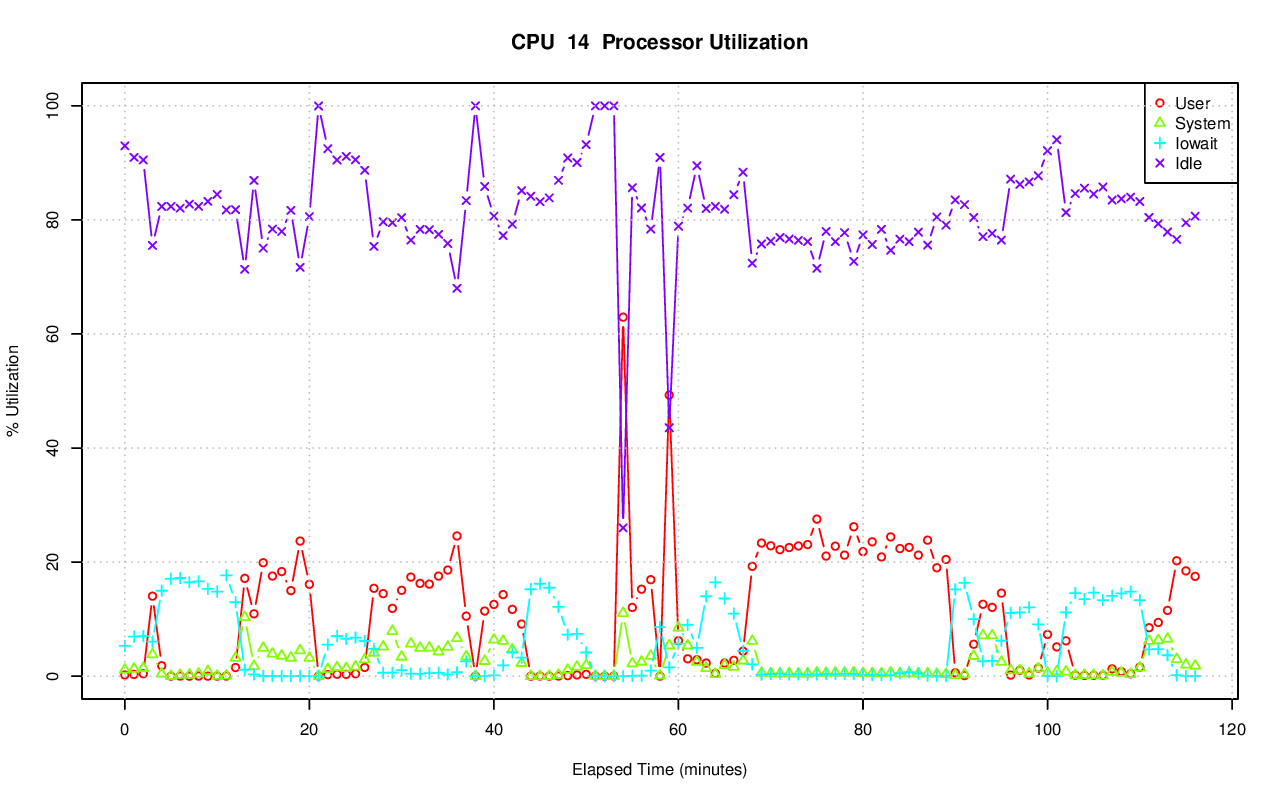 CPU 14 Processor Utilization
User
System
Iowait
Idle
% Utilization
100
80
60
40
20
0
0 20 40 60 80 100 120
Elapsed Time (minutes)